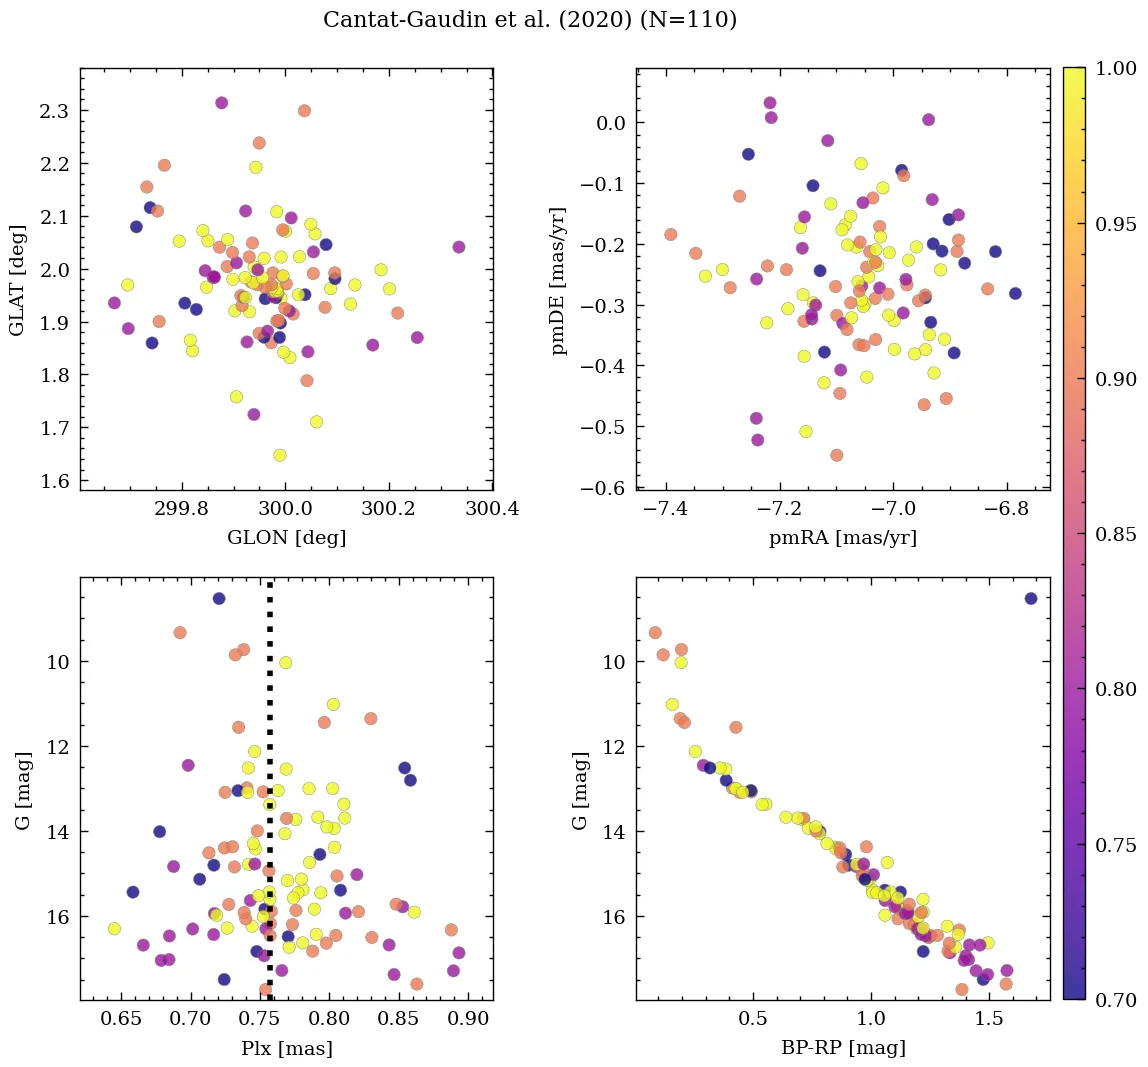 Cantat-Gaudin et al. (2020) (N=110)
2.3
2.2
2.1
2.0
1.9
1.8
1.7
1.6
GLAT [deg]
299.8 300.0 300.2 300.4
GLON [deg]
0.0
−0.1
−0.2
−0.3
−0.4
−0.5
−0.6
pmDE [mas/yr]
−7.4 −7.2 −7.0 −6.8
pmRA [mas/yr]
1.00
0.95
0.90
0.85
0.80
0.75
0.70
10
12
14
16
G [mag]
0.65 0.70 0.75 0.80 0.85 0.90
Plx [mas]
10
12
14
16
G [mag]
0.5 1.0 1.5
BP-RP [mag]